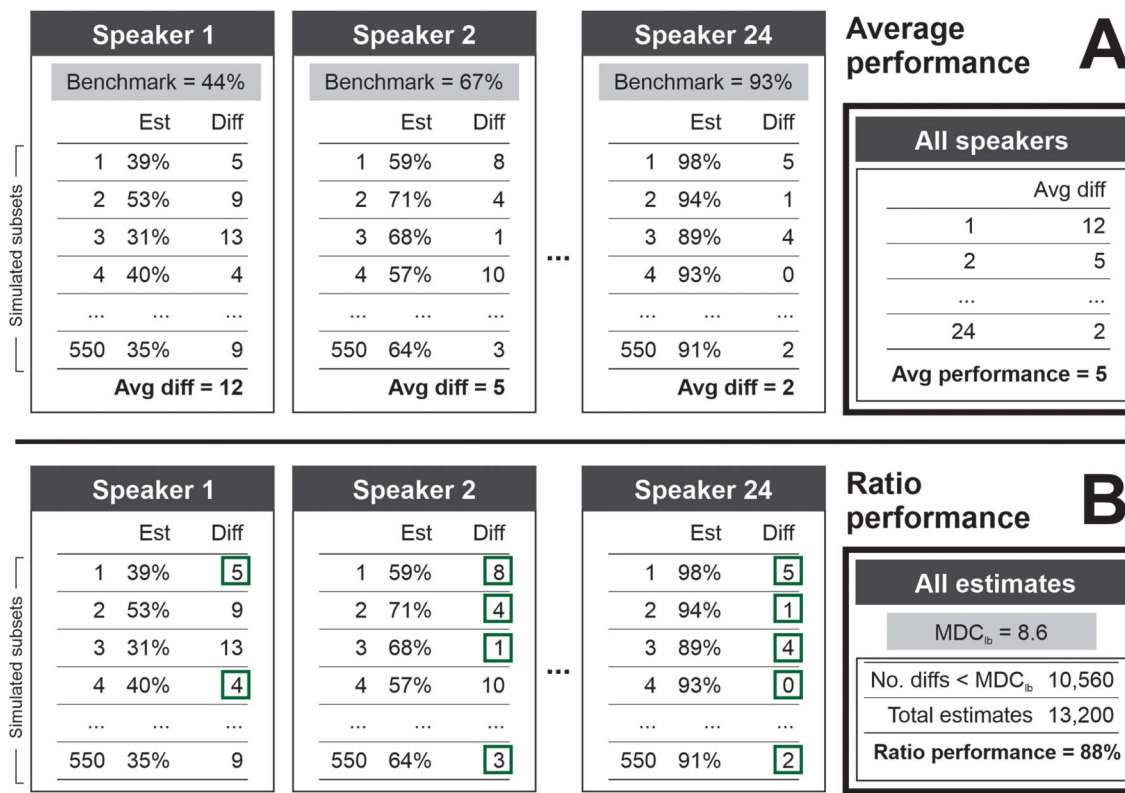 Speaker 1
Benchmark = 44%
Est Diff
1 39% 5
2 53% 9
3 31% 13
4 40% 4
... ... ...
550 35% 9
Avg diff = 12
Simulated subsets
Speaker 2
Benchmark = 67%
Est Diff
1 59% 8
2 71% 4
3 68% 1
4 57% 10
... ... ...
550 64% 3
Avg diff = 5
...
Speaker 24
Benchmark = 93%
Est Diff
1 98% 5
2 94% 1
3 89% 4
4 93% 0
... ... ...
550 91% 2
Avg diff = 2
Average
performance
A
All speakers
Avg diff
1 12
2 5
... ...
24 2
Avg performance = 5
Speaker 1
Est Diff
1 39% 5
2 53% 9
3 31% 13
4 40% 4
... ... ...
550 35% 9
Simulated subsets
Speaker 2
Est Diff
1 59% 8
2 71% 4
3 68% 1
4 57% 10
... ... ...
550 64% 3
...
Speaker 24
Est Diff
1 98% 5
2 94% 1
3 89% 4
4 93% 0
... ... ...
550 91% 2
Ratio
performance
B
All estimates
MDClb = 8.6
No. diffs < MDClb 10,560
Total estimates 13,200
Ratio performance = 88%